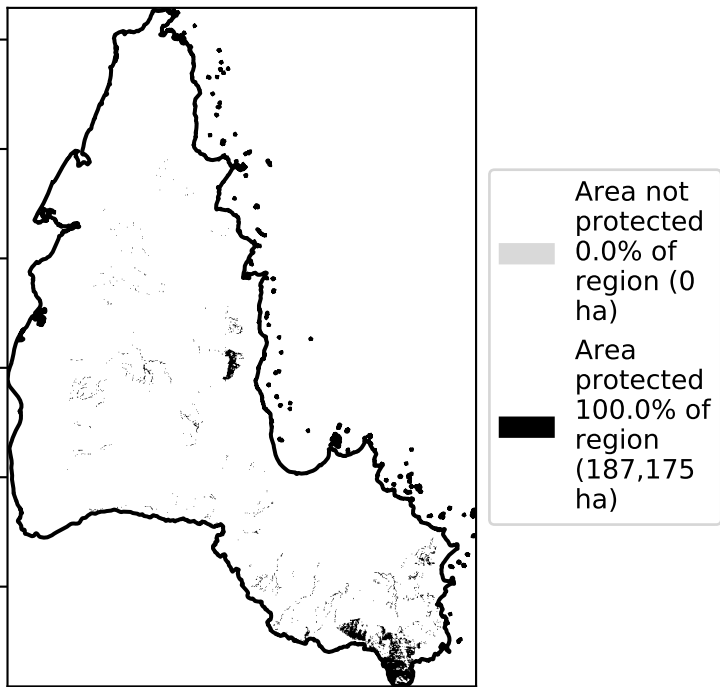 Area not
protected
0.0% of
region (0
ha)
Area
protected
100.0% of
region
(187,175
ha)